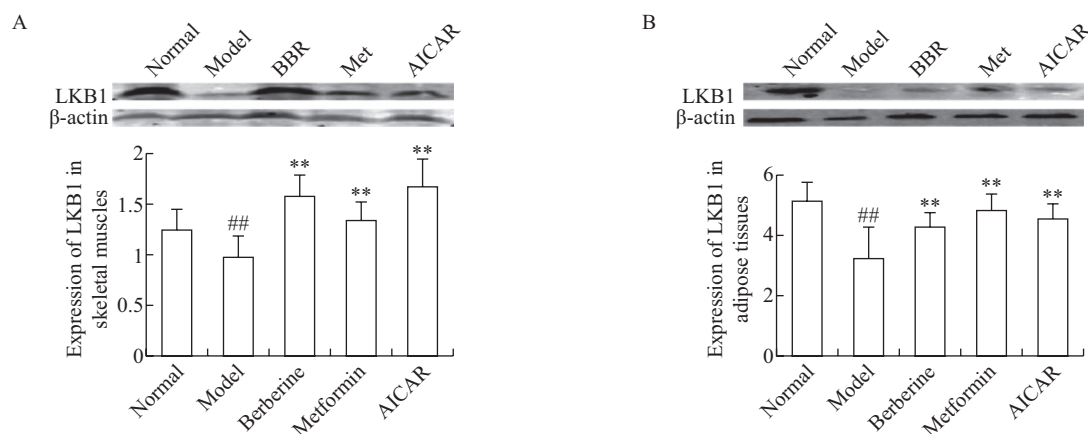 A
Normal
Model
BBR
Met
AICAR
LKB1
β-actin
Expression of LKB1 in
skeletal muscles
2
1.5
1
0.5
0
##
**
**
**
Normal
Model
Berberine
Metformin
AICAR
B
Normal
Model
BBR
Met
AICAR
LKB1
β-actin
Expression of LKB1 in
adipose tissues
6
4
2
0
##
**
**
**
Normal
Model
Berberine
Metformin
AICAR